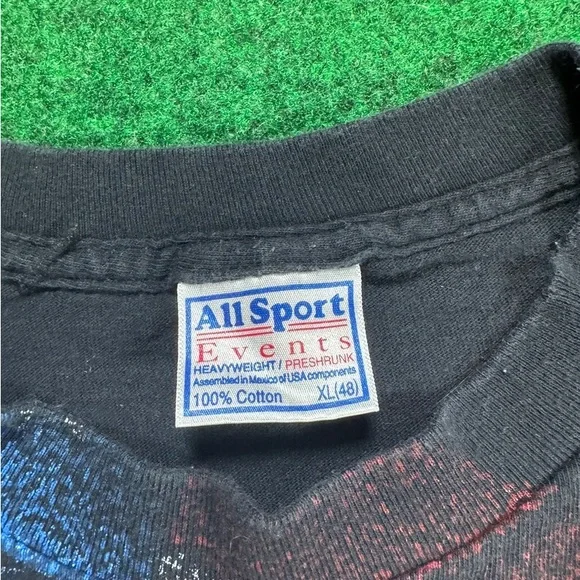 All Sport
Events
HEAVYWEIGHT / PRESHRUNK
Assembled in Mexico of USA components
100% Cotton XL(48)